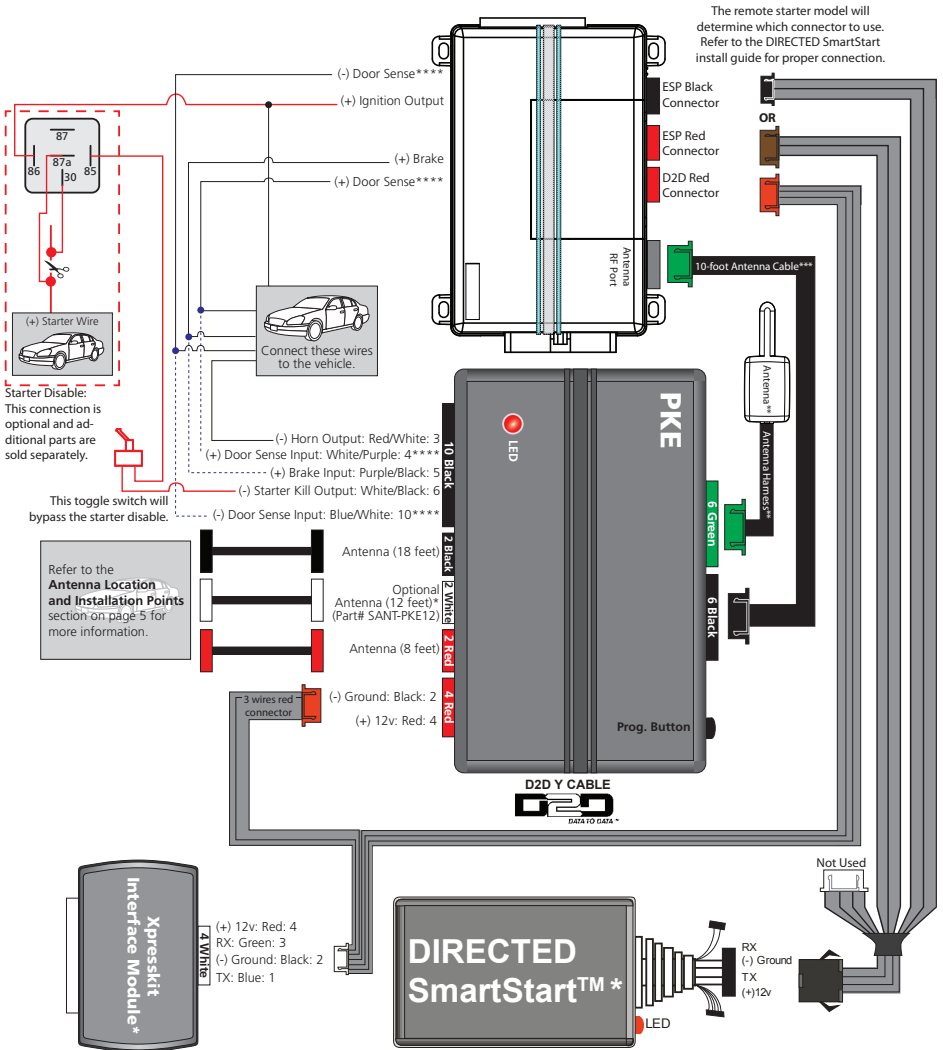 The remote starter model will
determine which connector to use.
Refer to the DIRECTED SmartStart
install guide for proper connection.
(-) Door Sense****
(+) Ignition Output
(+) Brake
(+) Door Sense****
ESP Black
Connector
ESP Red
Connector
D2D Red
Connector
OR
Antenna
RF Port
10-foot Antenna Cable***
87
87a
86
30
85
(+) Starter Wire
Starter Disable:
This connection is
optional and ad-
ditional parts are
sold separately.
This toggle switch will
bypass the starter disable.
Connect these wires
to the vehicle.
Antenna**
Antenna Harness**
PKE
LED
(-) Horn Output: Red/White: 3
(+) Door Sense Input: White/Purple: 4****
(+) Brake Input: Purple/Black: 5
(-) Starter Kill Output: White/Black: 6
(-) Door Sense Input: Blue/White: 10****
10 Black
2 Black
2 White
2 Red
4 Red
6 Green
6 Black
Refer to the
Antenna Location
and Installation Points
section on page 5 for
more information.
Antenna (18 feet)
Optional
Antenna (12 feet)*
(Part# SANT-PKE12)
Antenna (8 feet)
3 wires red
connector
(-) Ground: Black: 2
(+) 12v: Red: 4
Prog. Button
D2D Y CABLE
D2D
DATA TO DATA™
Not Used
Xpresskit
Interface Module*
4 White
(+) 12v: Red: 4
RX: Green: 3
(-) Ground: Black: 2
TX: Blue: 1
DIRECTED
SmartStart™ *
LED
RX
(-) Ground
TX
(+)12v